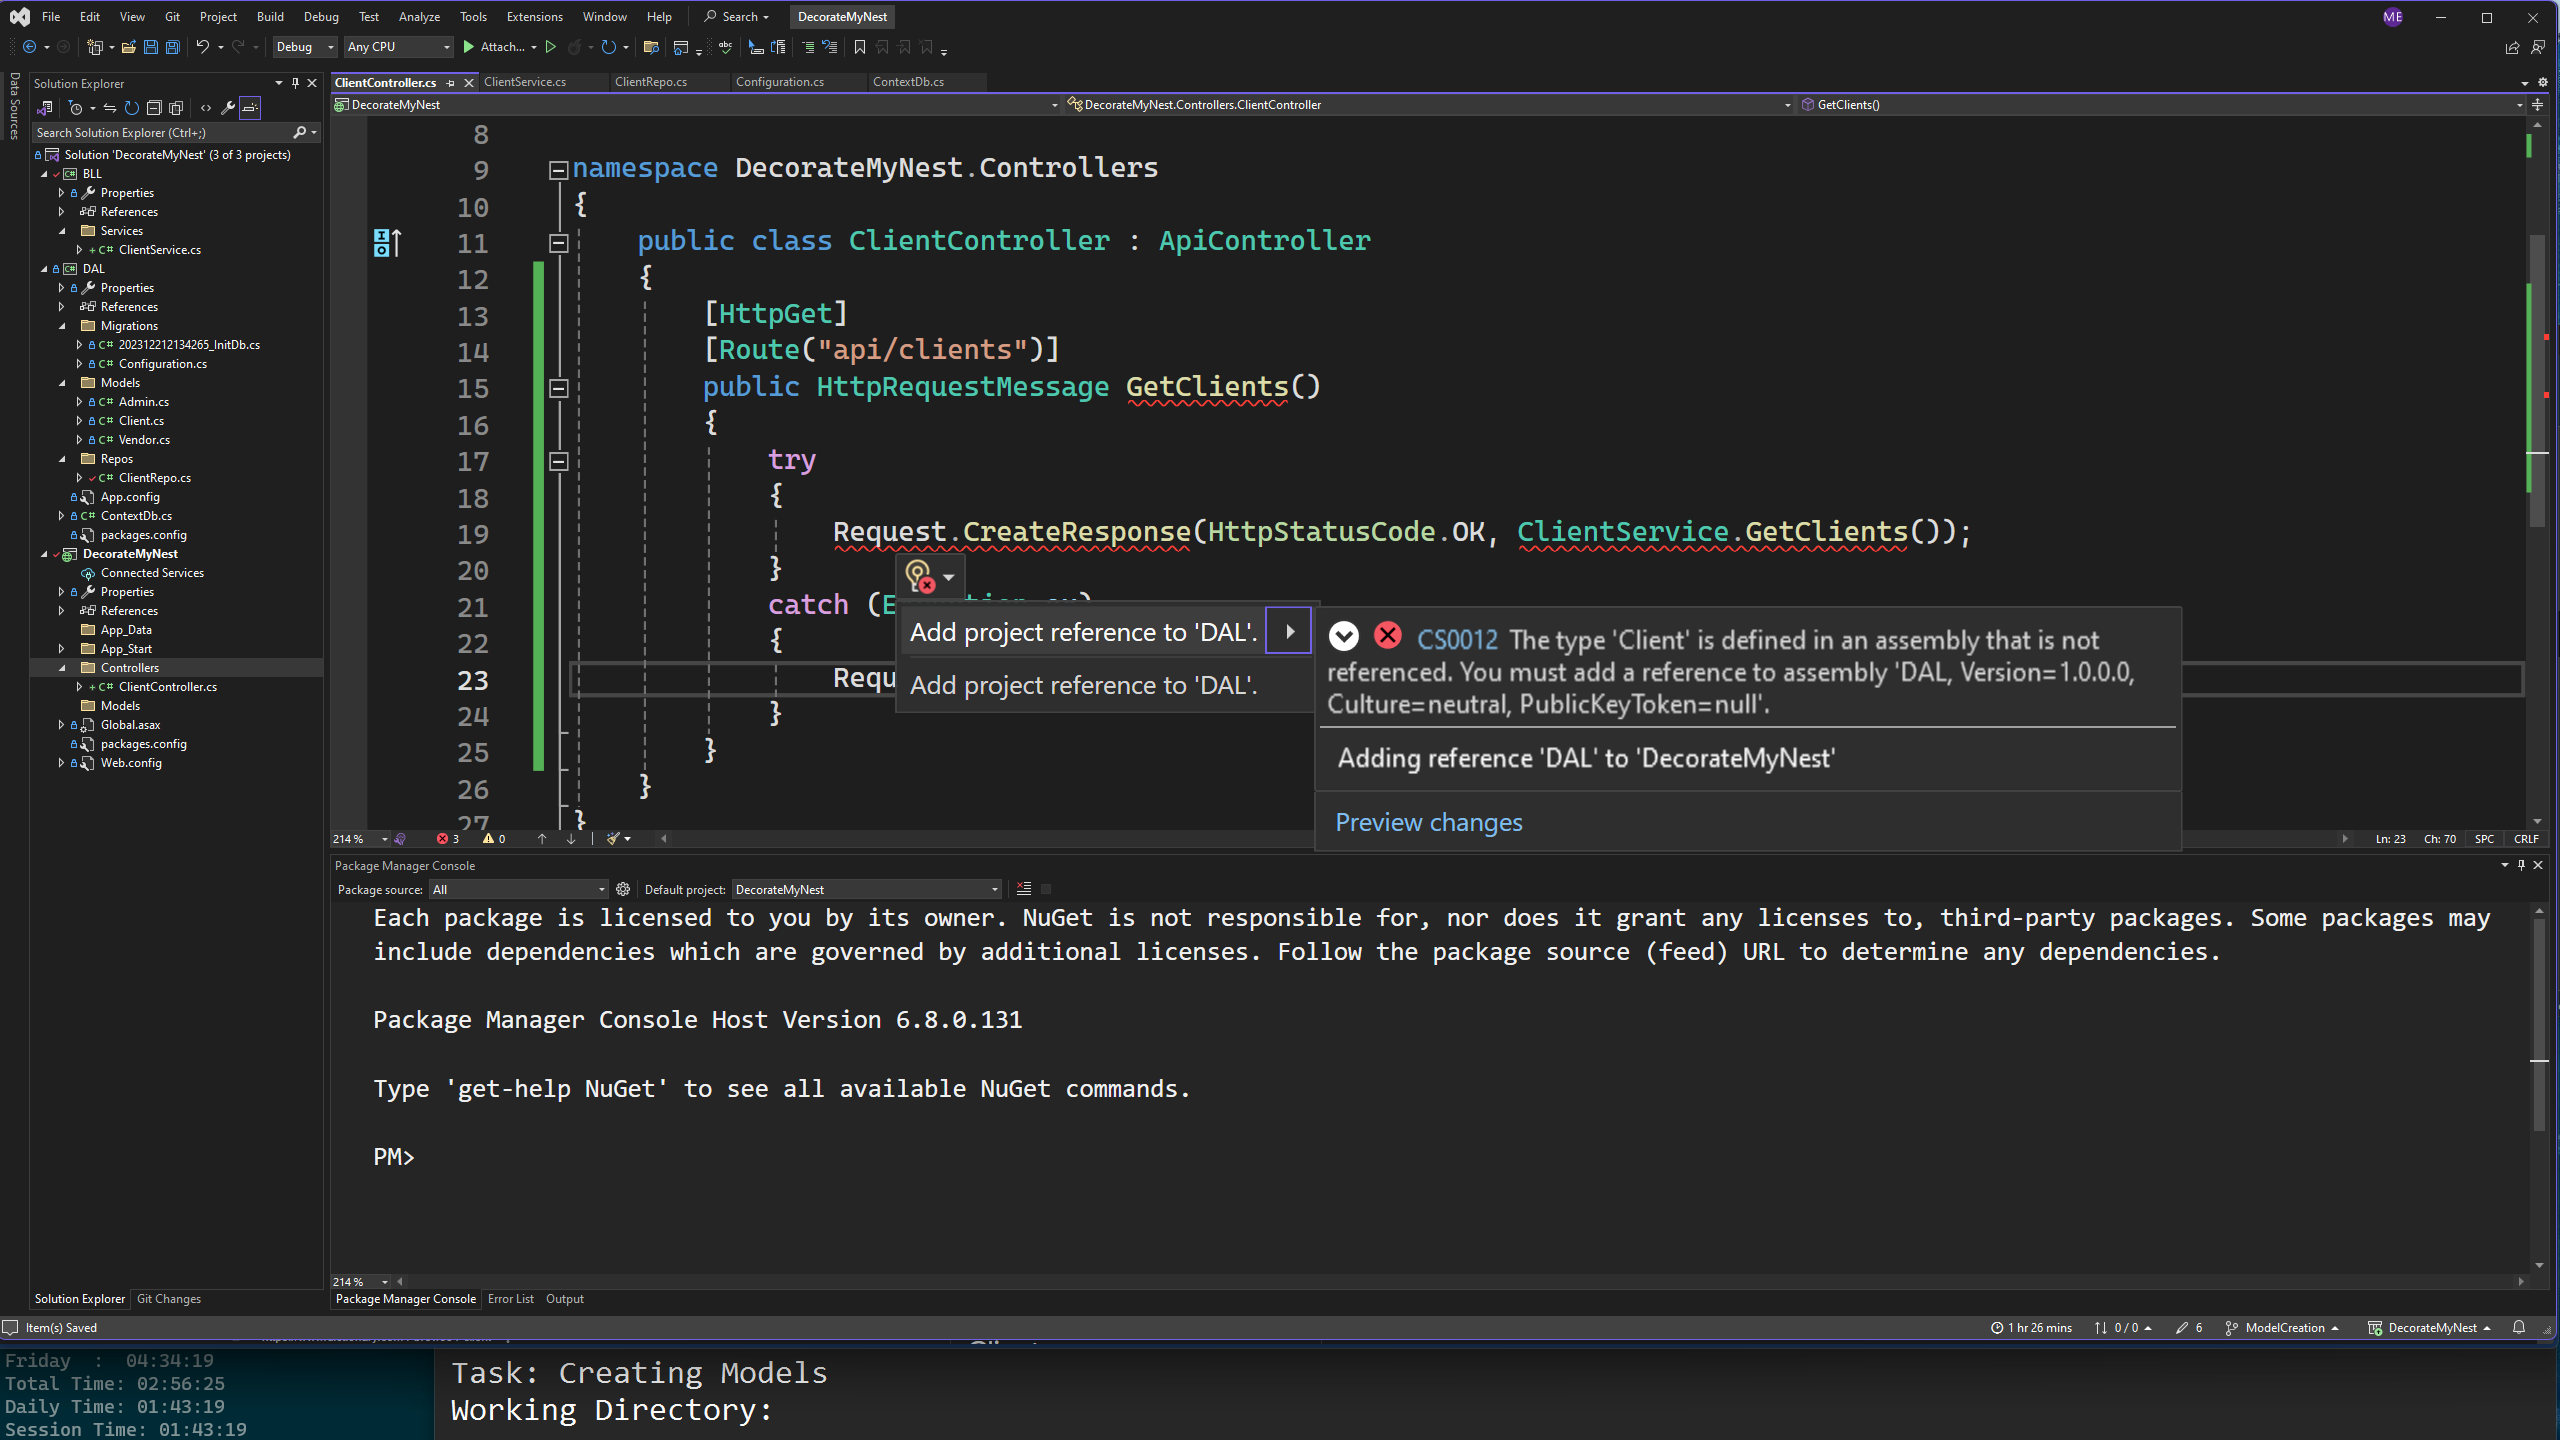 File Edit View Git Project Build Debug Test Analyze Tools Extensions Window Help Search DecorateMyNest ME
Debug Any CPU Attach...
Data Sources
Solution Explorer
Search Solution Explorer (Ctrl+;)
Solution 'DecorateMyNest' (3 of 3 projects)
BLL
Properties
References
Services
C# ClientService.cs
DAL
Properties
References
Migrations
C# 202312212134265_InitDb.cs
C# Configuration.cs
Models
C# Admin.cs
C# Client.cs
C# Vendor.cs
Repos
C# ClientRepo.cs
App.config
C# ContextDb.cs
packages.config
DecorateMyNest
Connected Services
Properties
References
App_Data
App_Start
Controllers
C# ClientController.cs
Models
Global.asax
packages.config
Web.config
Solution Explorer Git Changes
ClientController.cs ClientService.cs ClientRepo.cs Configuration.cs ContextDb.cs
DecorateMyNest DecorateMyNest.Controllers.ClientController GetClients()
8
9 namespace DecorateMyNest.Controllers
10 {
11 public class ClientController : ApiController
12 {
13 [HttpGet]
14 [Route("api/clients")]
15 public HttpRequestMessage GetClients()
16 {
17 try
18 {
19 Request.CreateResponse(HttpStatusCode.OK, ClientService.GetClients());
20 }
21 catch (
22 {
23 Requ
24 }
25 }
26 }
27 }
Add project reference to 'DAL'.
Add project reference to 'DAL'.
CS0012 The type 'Client' is defined in an assembly that is not
referenced. You must add a reference to assembly 'DAL, Version=1.0.0.0,
Culture=neutral, PublicKeyToken=null'.
Adding reference 'DAL' to 'DecorateMyNest'
Preview changes
214 % 3 0 Ln: 23 Ch: 70 SPC CRLF
Package Manager Console
Package source: All Default project: DecorateMyNest
Each package is licensed to you by its owner. NuGet is not responsible for, nor does it grant any licenses to, third-party packages. Some packages may
include dependencies which are governed by additional licenses. Follow the package source (feed) URL to determine any dependencies.
Package Manager Console Host Version 6.8.0.131
Type 'get-help NuGet' to see all available NuGet commands.
PM>
214 %
Package Manager Console Error List Output
Item(s) Saved 1 hr 26 mins 0 / 0 6 ModelCreation DecorateMyNest
Friday : 04:34:19
Total Time: 02:56:25
Daily Time: 01:43:19
Session Time: 01:43:19
Task: Creating Models
Working Directory: